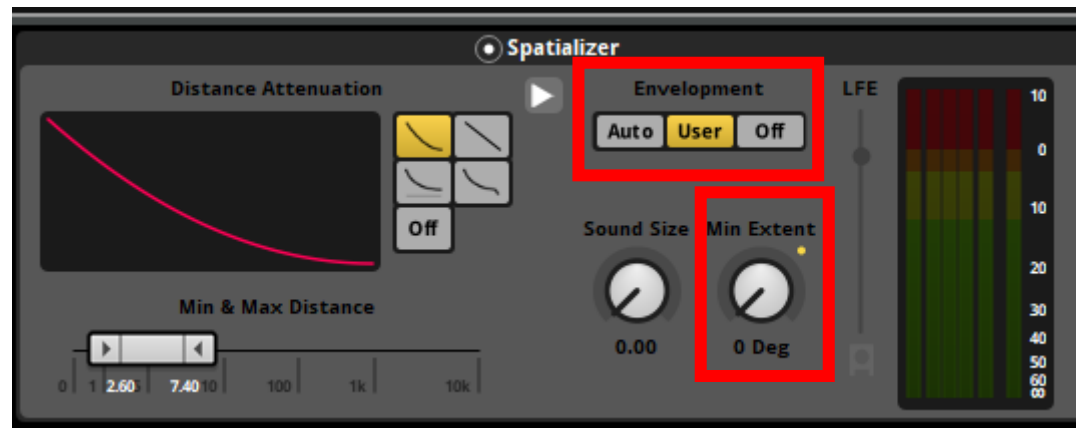 Spatializer
Distance Attenuation
Off
Min & Max Distance
0 1 2.60 7.40 10 100 1k 10k
Envelopment
Auto User Off
Sound Size
0.00
Min Extent
0 Deg
LFE
10
0
10
20
30
40
50
60
∞